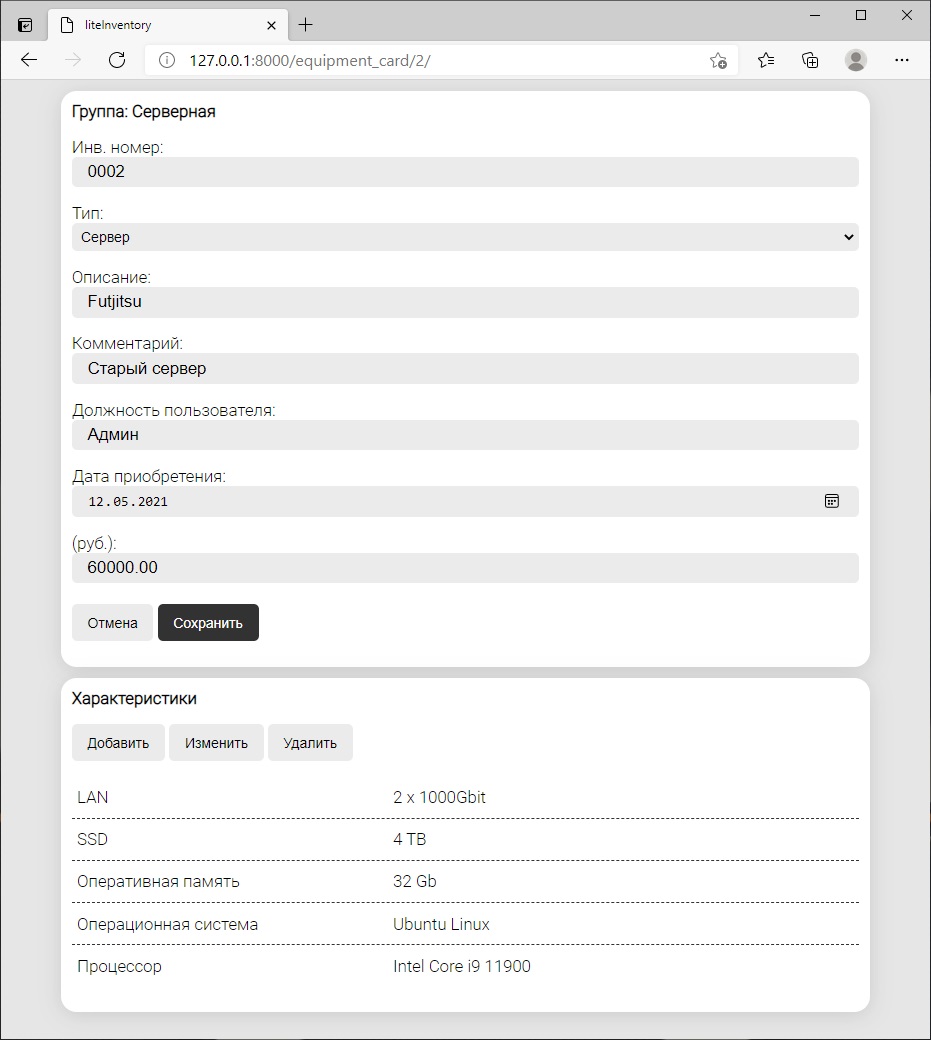 liteInventory
127.0.0.1:8000/equipment_card/2/
Группа: Серверная
Инв. номер:
0002
Тип:
Сервер
Описание:
Futjitsu
Комментарий:
Старый сервер
Должность пользователя:
Админ
Дата приобретения:
12.05.2021
(руб.):
60000.00
Отмена Сохранить
Характеристики
Добавить Изменить Удалить
LAN 2 x 1000Gbit
SSD 4 TB
Оперативная память 32 Gb
Операционная система Ubuntu Linux
Процессор Intel Core i9 11900